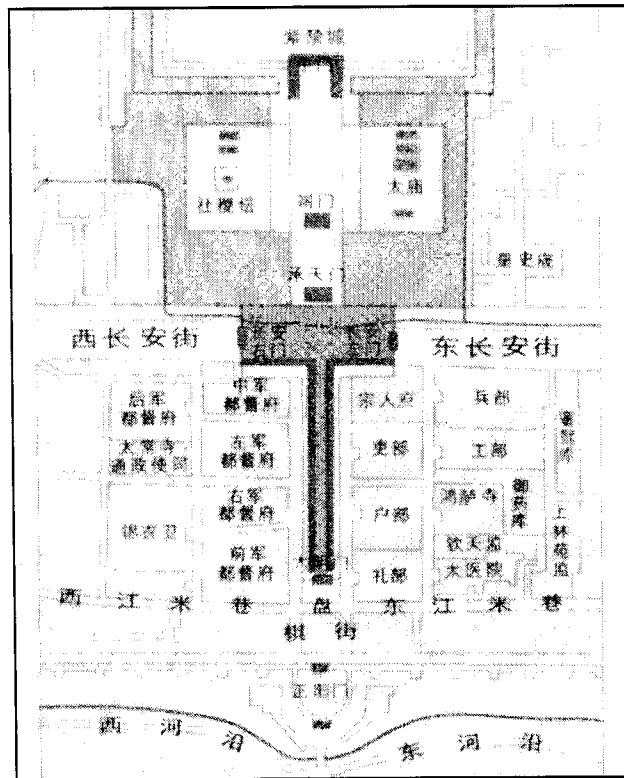 紫禁城
社稷坛
端门
太庙
承天门
皇史宬
西长安街
长安右门
长安左门
东长安街
后军都督府
中军都督府
宗人府
兵部
太常寺
通政使司
左军都督府
吏部
工部
锦衣卫
右军都督府
户部
鸿胪寺
御药库
前军都督府
礼部
钦天监
太医院
上林苑监
西江米巷
棋盘街
东江米巷
正阳门
西河沿
东河沿